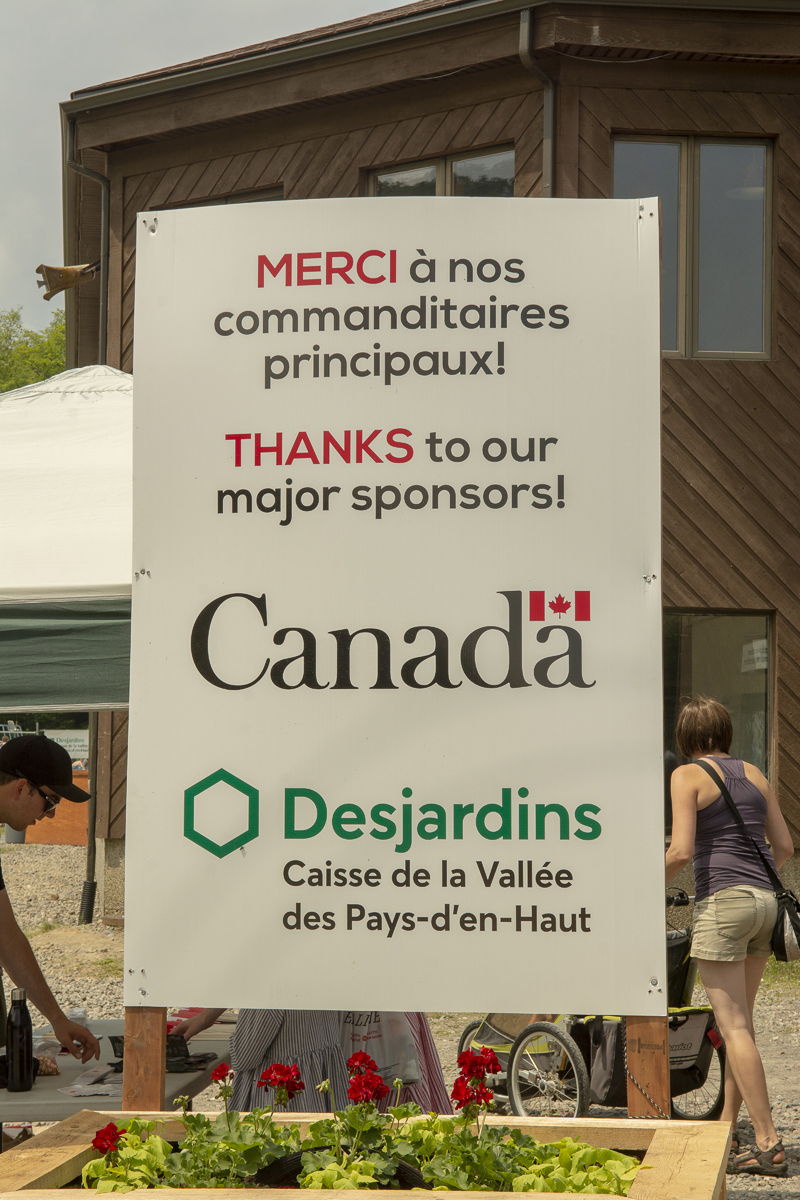 MERCI à nos
commanditaires
principaux!
THANKS to our
major sponsors!
Canada
Desjardins
Caisse de la Vallée
des Pays-d'en-Haut
Desjardins